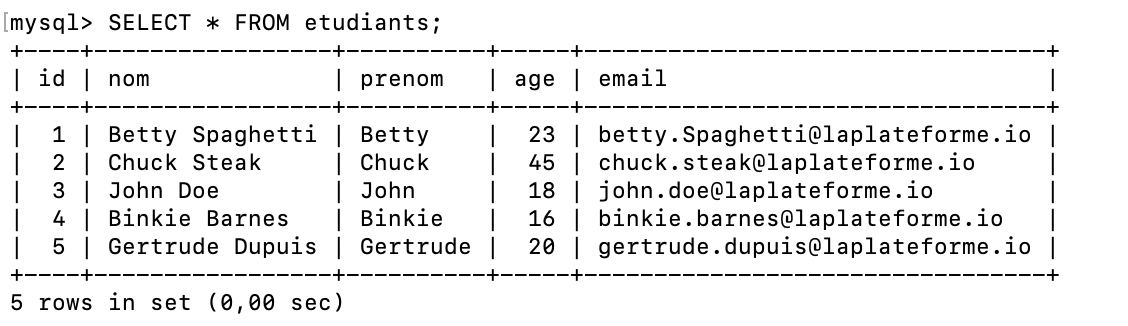 [mysql> SELECT * FROM etudiants;
+----+------------------+-----------+-----+---------------------------------+
| id | nom              | prenom    | age | email                           |
+----+------------------+-----------+-----+---------------------------------+
|  1 | Betty Spaghetti  | Betty     |  23 | betty.Spaghetti@laplateforme.io |
|  2 | Chuck Steak      | Chuck     |  45 | chuck.steak@laplateforme.io     |
|  3 | John Doe         | John      |  18 | john.doe@laplateforme.io        |
|  4 | Binkie Barnes    | Binkie    |  16 | binkie.barnes@laplateforme.io   |
|  5 | Gertrude Dupuis  | Gertrude  |  20 | gertrude.dupuis@laplateforme.io |
+----+------------------+-----------+-----+---------------------------------+
5 rows in set (0,00 sec)